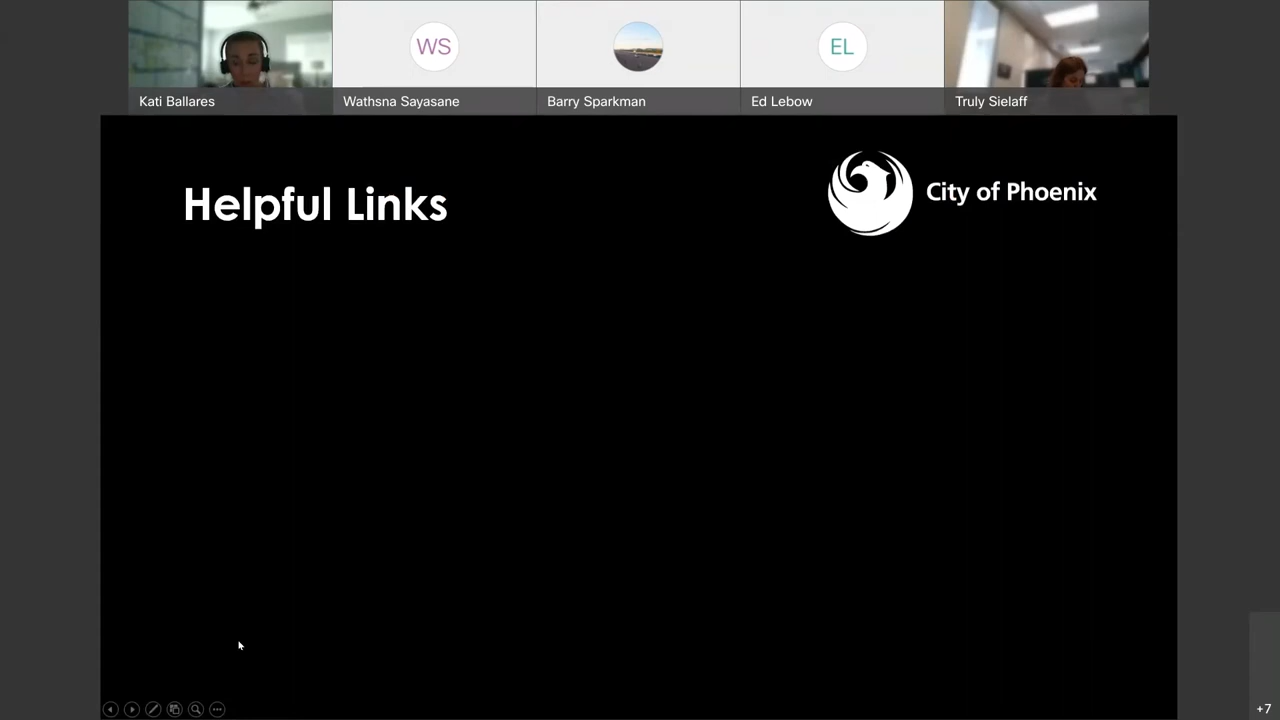 WS
EL
Kati Ballares
Wathsna Sayasane
Barry Sparkman
Ed Lebow
Truly Sielaff
Helpful Links
City of Phoenix
+7